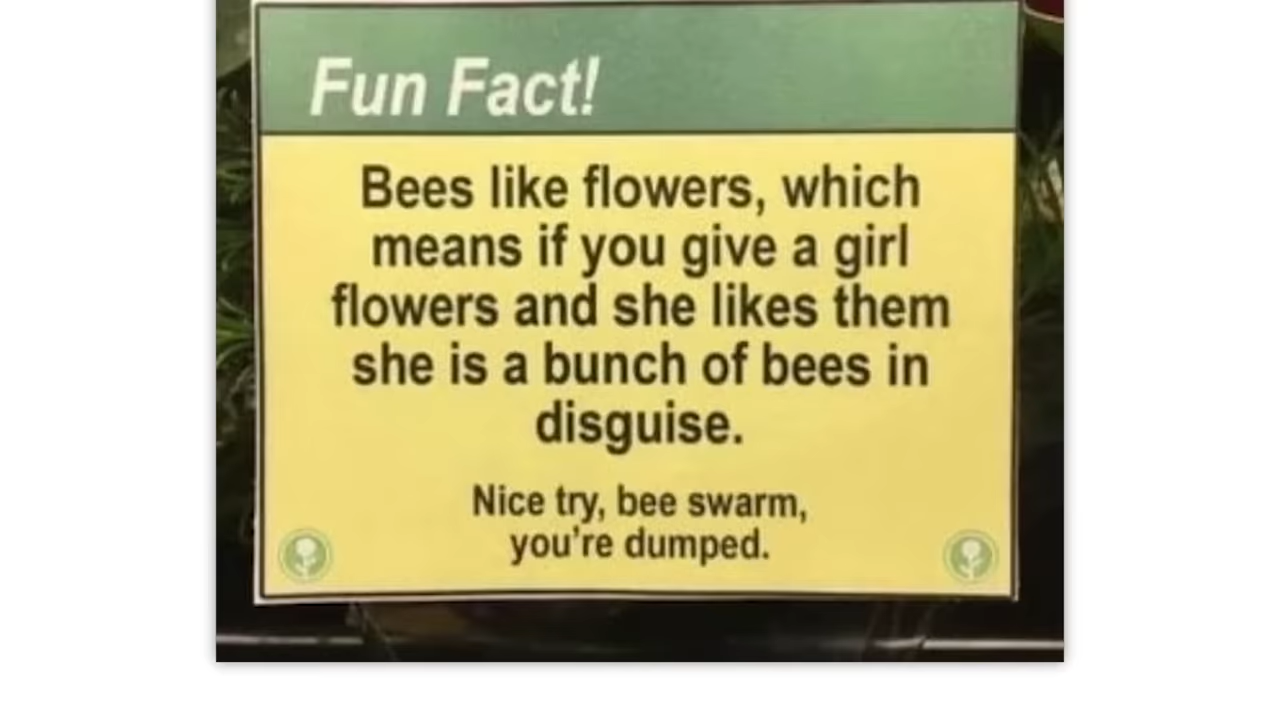 Fun Fact!
Bees like flowers, which
means if you give a girl
flowers and she likes them
she is a bunch of bees in
disguise.
Nice try, bee swarm,
you're dumped.